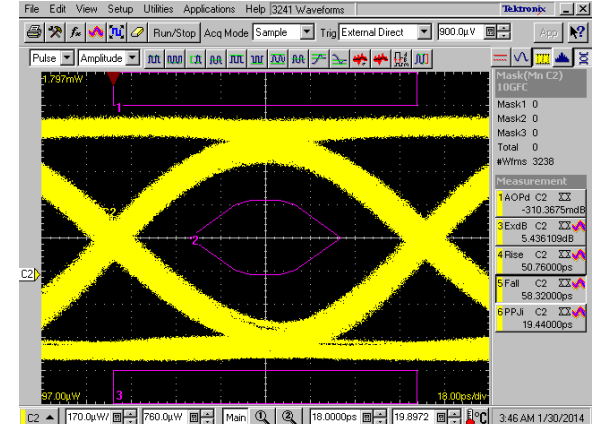 File Edit View Setup Utilities Applications Help 3241 Waveforms Tektronix
Run/Stop Acq Mode Sample Trig External Direct 900.0µV App
Pulse Amplitude
1.797mW
1
C2
2
C2
3
97.00µW
18.00ps/div
Mask(Mn C2)
10GFC
Mask1 0
Mask2 0
Mask3 0
Total 0
#Wfms 3238
Measurement
1 AOPd C2
-310.3675mdB
3 ExdB C2
5.436109dB
4 Rise C2
50.76000ps
5 Fall C2
58.32000ps
6 PPJi C2
19.44000ps
C2 170.0µW/ 760.0µW Main 18.0000ps 19.8972 °C 3:46 AM 1/30/2014